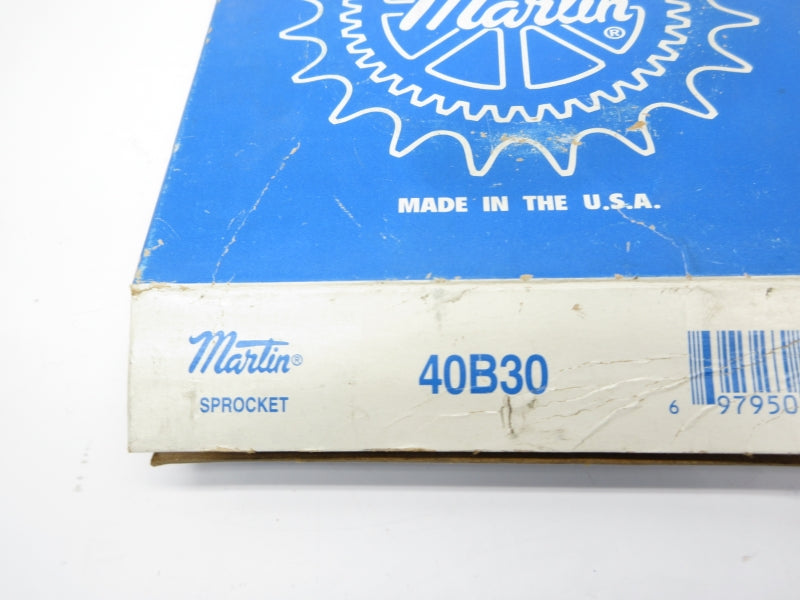 Martin®
MADE IN THE U.S.A.
Martin®
SPROCKET
40B30
6 97950